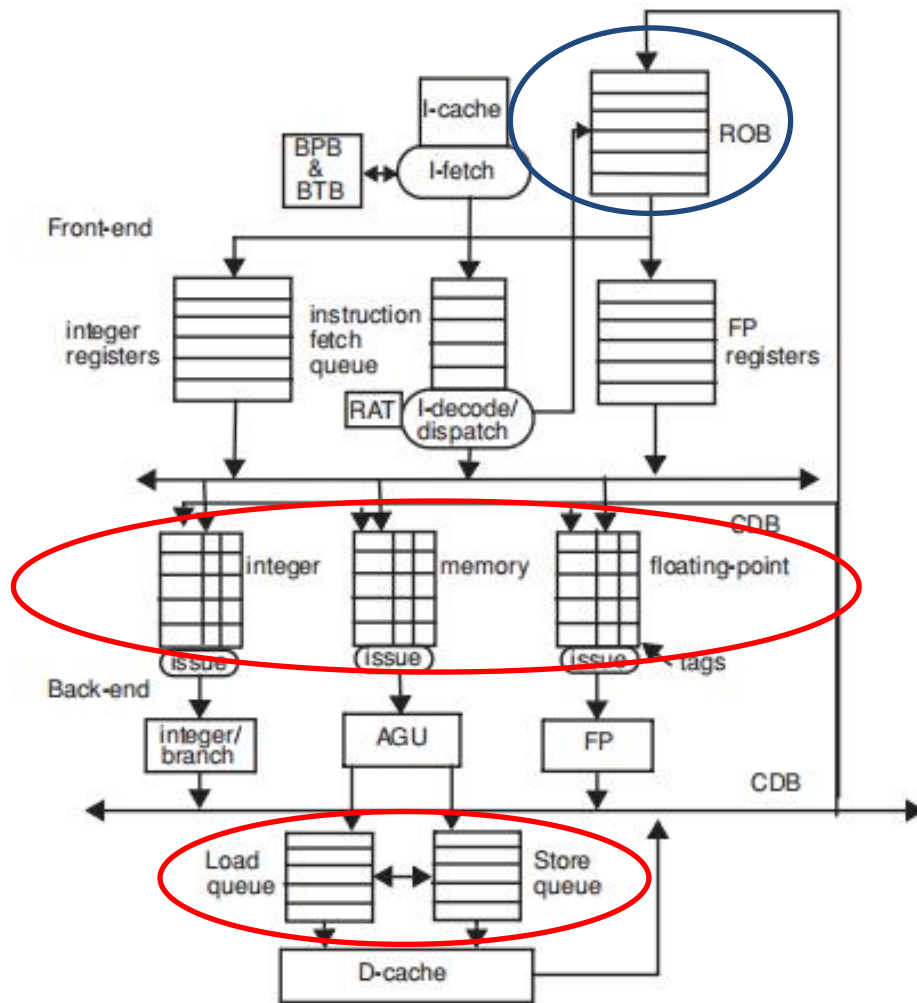 I-cache
ROB
BPB
&
BTB
I-fetch
Front-end
integer
registers
instruction
fetch
queue
FP
registers
RAT
I-decode/
dispatch
CDB
integer
memory
floating-point
issue
issue
issue
tags
Back-end
integer/
branch
AGU
FP
CDB
Load
queue
Store
queue
D-cache